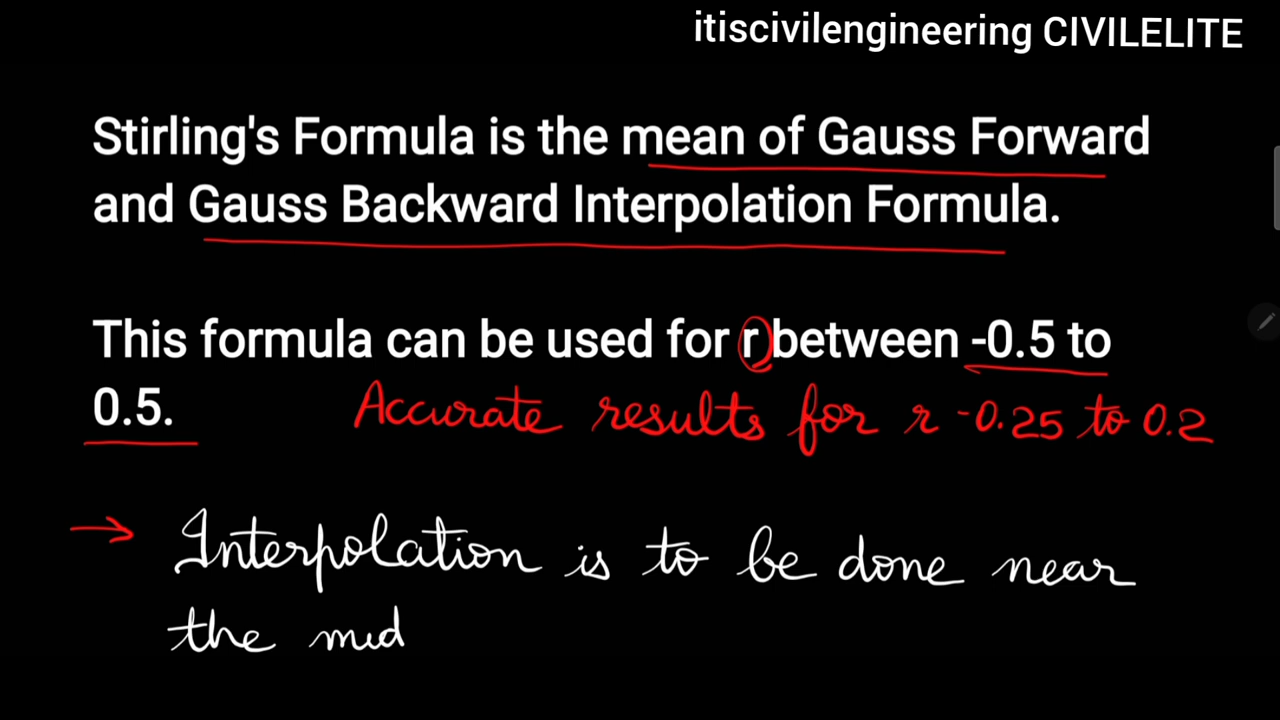 itiscivilengineering CIVILELITE
Stirling's Formula is the mean of Gauss Forward
and Gauss Backward Interpolation Formula.
This formula can be used for r between -0.5 to
0.5. Accurate results for r -0.25 to 0.2
Interpolation is to be done near
the mid